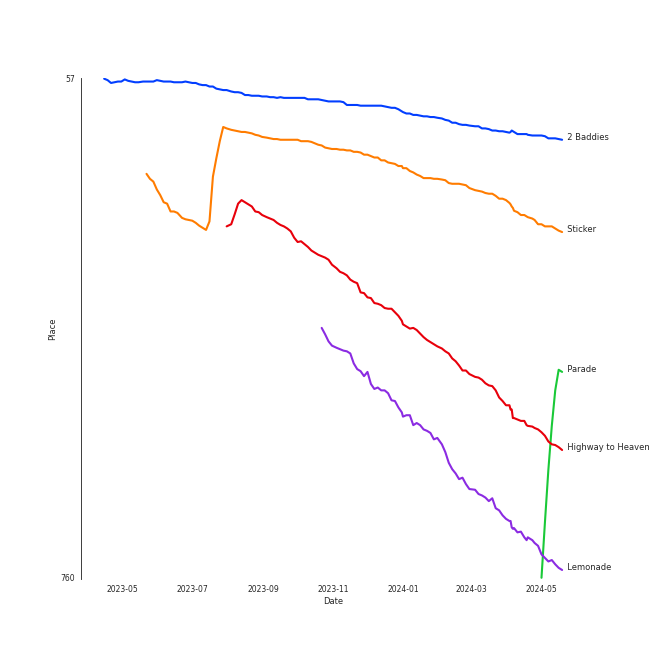 57
2 Baddies
Sticker
Place
Parade
Highway to Heaven
Lemonade
760
2023-05 2023-07 2023-09 2023-11 2024-01 2024-03 2024-05
Date